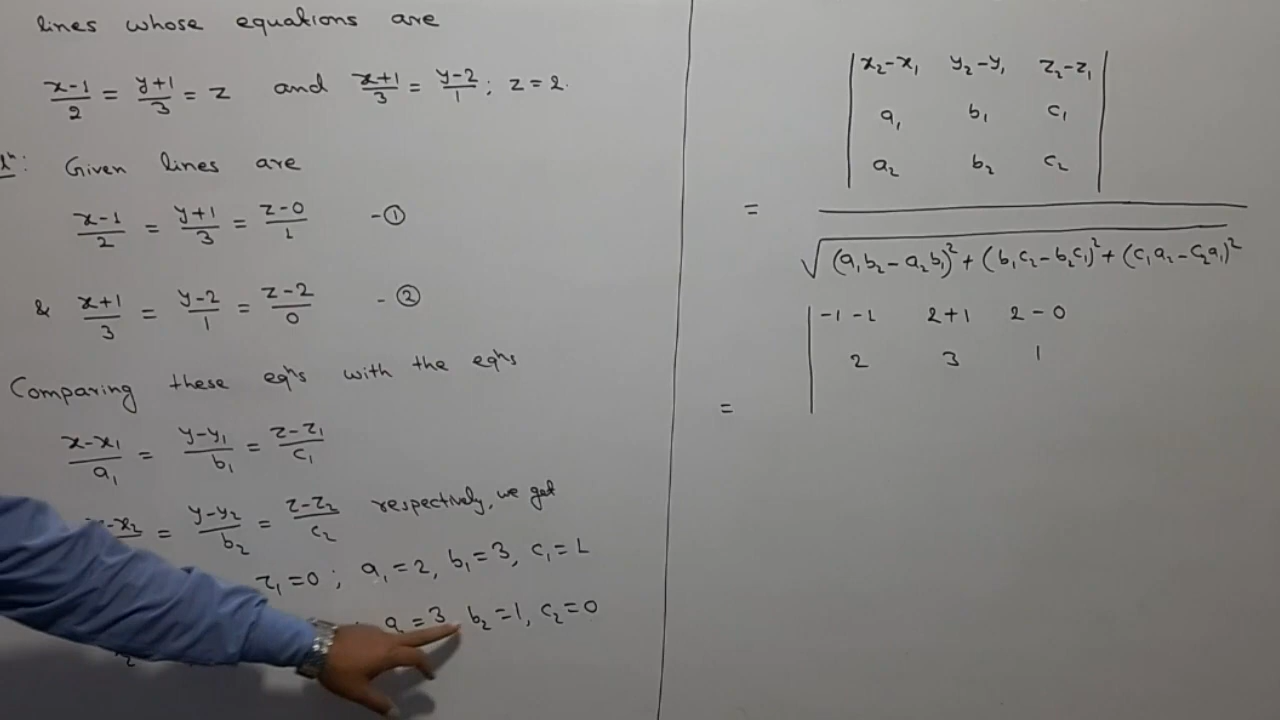 lines whose equations are
x-1/2 = y+1/3 = z and x+1/3 = y-2/1 ; z = 2.
Given lines are
x-1/2 = y+1/3 = z-0/1 -①
& x+1/3 = y-2/1 = z-2/0 -②
Comparing these eqⁿs with the eqⁿs
x-x₁/a₁ = y-y₁/b₁ = z-z₁/c₁
-x₂ = y-y₂/b₂ = z-z₂/c₂ respectively, we get
z₁=0 ; a₁=2, b₁=3, c₁=1
a₂=3, b₂=1, c₂=0
| x₂-x₁ y₂-y₁ z₂-z₁ |
| a₁ b₁ c₁ |
| a₂ b₂ c₂ |
=
√(a₁b₂-a₂b₁)²+(b₁c₂-b₂c₁)²+(c₁a₂-c₂a₁)²
| -1-1 2+1 2-0
2 3 1
=